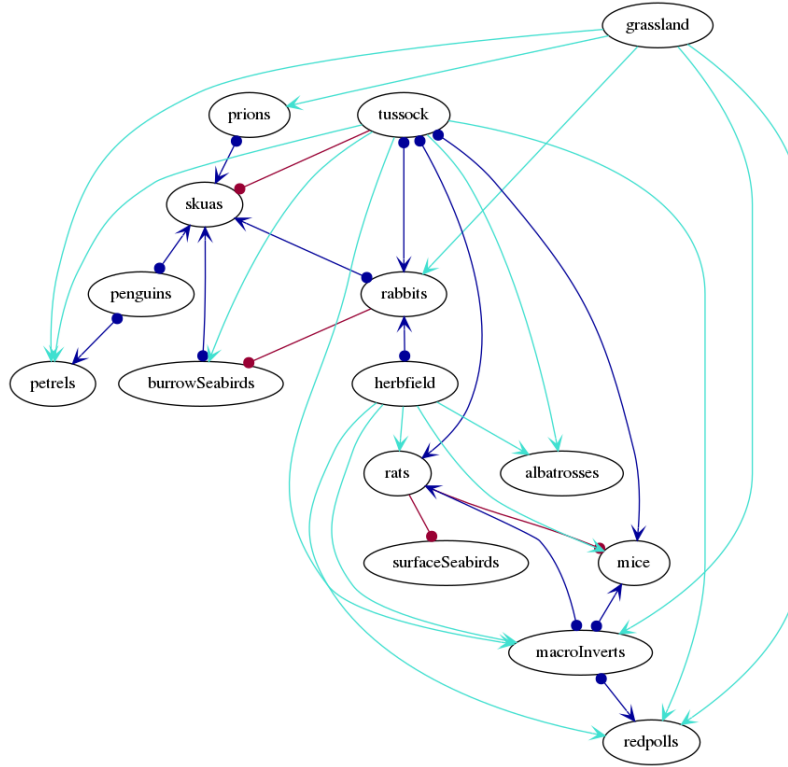 grassland
prions
tussock
skuas
penguins
rabbits
petrels
burrowSeabirds
herbfield
rats
albatrosses
surfaceSeabirds
mice
macroInverts
redpolls